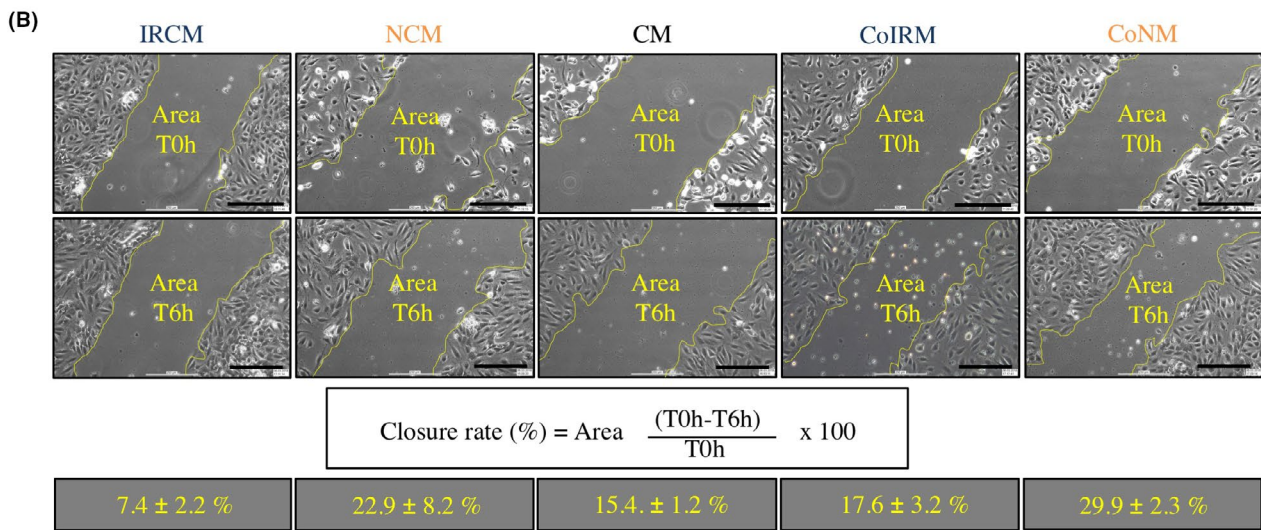 (B)
IRCM NCM CM CoIRM CoNM
Area Area Area Area Area
T0h T0h T0h T0h T0h
Area Area Area Area Area
T6h T6h T6h T6h T6h
Closure rate (%) = Area (T0h-T6h) / T0h x 100
7.4 ± 2.2 % 22.9 ± 8.2 % 15.4. ± 1.2 % 17.6 ± 3.2 % 29.9 ± 2.3 %